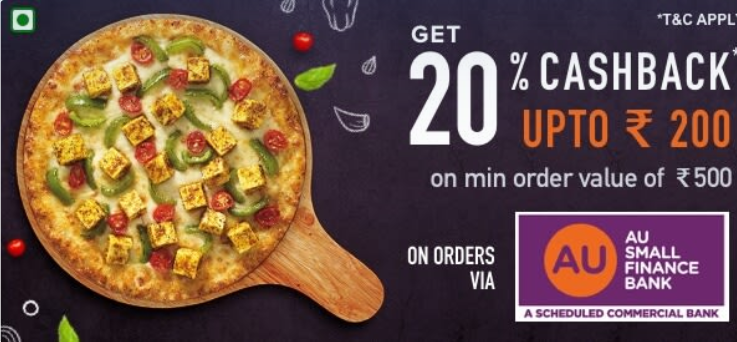 *T&C APPLY
GET
20% CASHBACK*
UPTO ₹ 200
on min order value of ₹500
ON ORDERS
VIA
AU
AU
SMALL
FINANCE
BANK
A SCHEDULED COMMERCIAL BANK